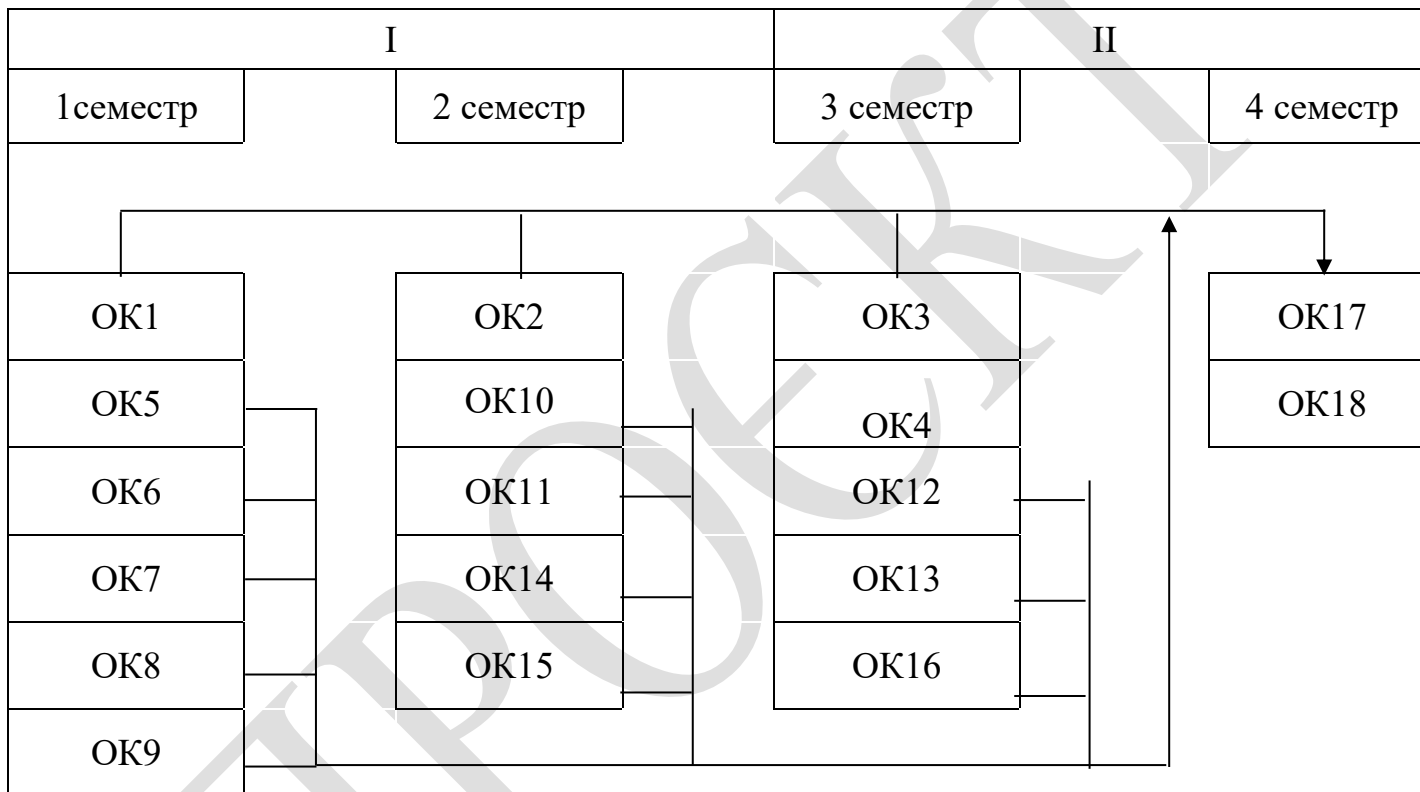 I II
1семестр 2 семестр 3 семестр 4 семестр
ОК1 ОК2 ОК3 ОК17
ОК5 ОК10 ОК4 ОК18
ОК6 ОК11 ОК12
ОК7 ОК14 ОК13
ОК8 ОК15 ОК16
ОК9
ПРОЄКТ